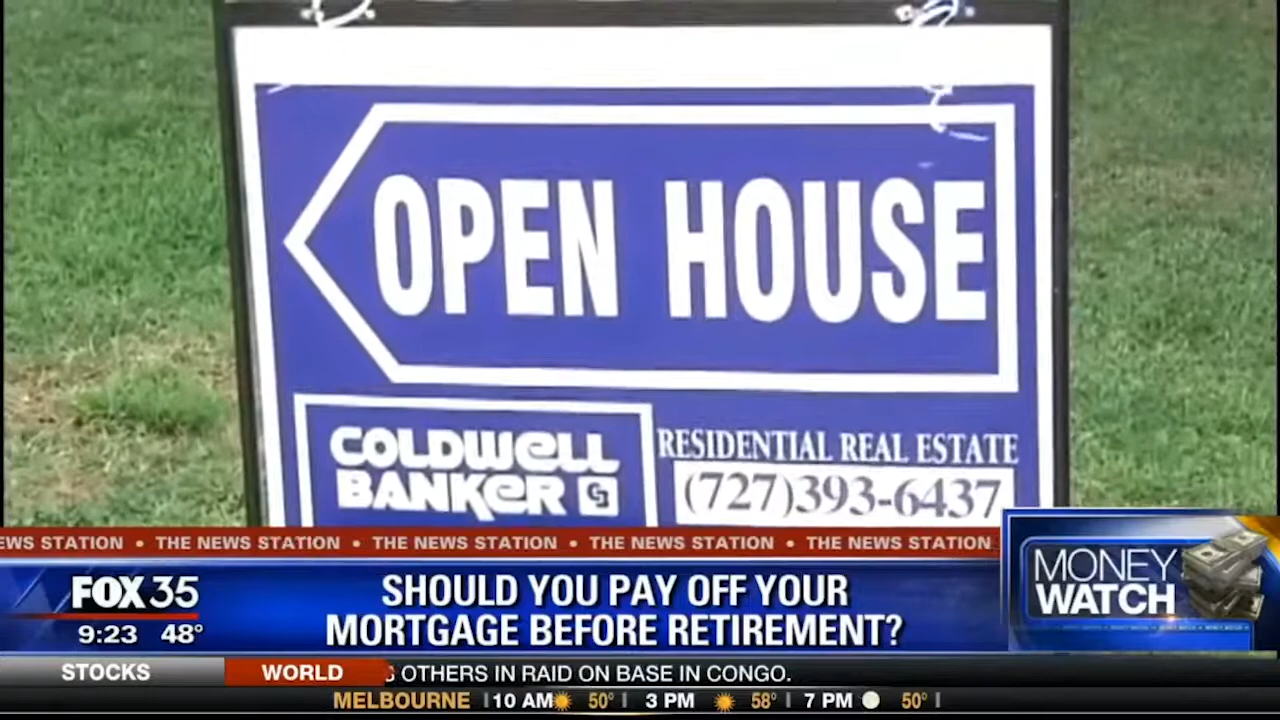 OPEN HOUSE
COLDWELL
BANKER
RESIDENTIAL REAL ESTATE
(727)393-6437
EWS STATION • THE NEWS STATION • THE NEWS STATION • THE NEWS STATION • THE NEWS STATION
FOX 35
9:23 48°
SHOULD YOU PAY OFF YOUR
MORTGAGE BEFORE RETIREMENT?
MONEY
WATCH
STOCKS
WORLD
OTHERS IN RAID ON BASE IN CONGO.
MELBOURNE 10 AM 50° 3 PM 58° 7 PM 50°